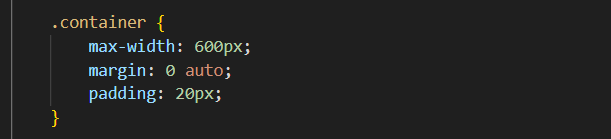 .container {
    max-width: 600px;
    margin: 0 auto;
    padding: 20px;
}